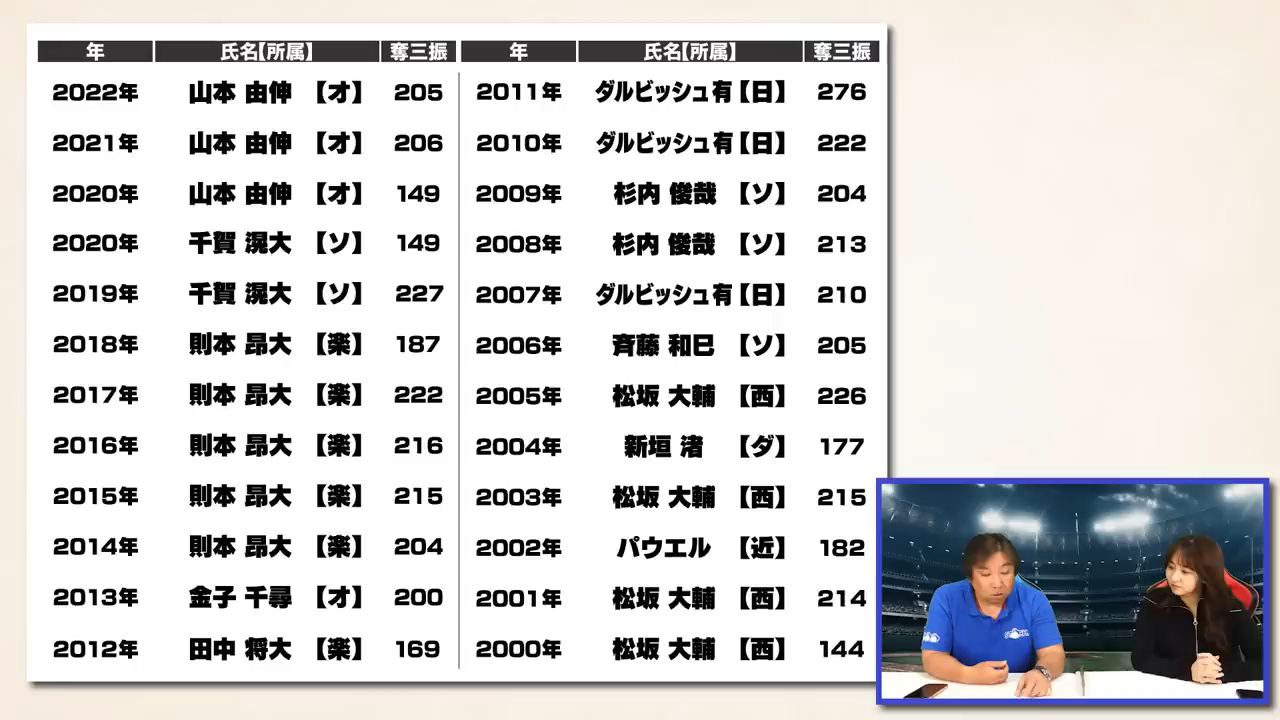 年 氏名【所属】 奪三振
2022年 山本 由伸 【オ】 205
2021年 山本 由伸 【オ】 206
2020年 山本 由伸 【オ】 149
2020年 千賀 滉大 【ソ】 149
2019年 千賀 滉大 【ソ】 227
2018年 則本 昂大 【楽】 187
2017年 則本 昂大 【楽】 222
2016年 則本 昂大 【楽】 216
2015年 則本 昂大 【楽】 215
2014年 則本 昂大 【楽】 204
2013年 金子 千尋 【オ】 200
2012年 田中 将大 【楽】 169
年 氏名【所属】 奪三振
2011年 ダルビッシュ有【日】 276
2010年 ダルビッシュ有【日】 222
2009年 杉内 俊哉 【ソ】 204
2008年 杉内 俊哉 【ソ】 213
2007年 ダルビッシュ有【日】 210
2006年 斉藤 和巳 【ソ】 205
2005年 松坂 大輔 【西】 226
2004年 新垣 渚 【ダ】 177
2003年 松坂 大輔 【西】 215
2002年 パウエル 【近】 182
2001年 松坂 大輔 【西】 214
2000年 松坂 大輔 【西】 144